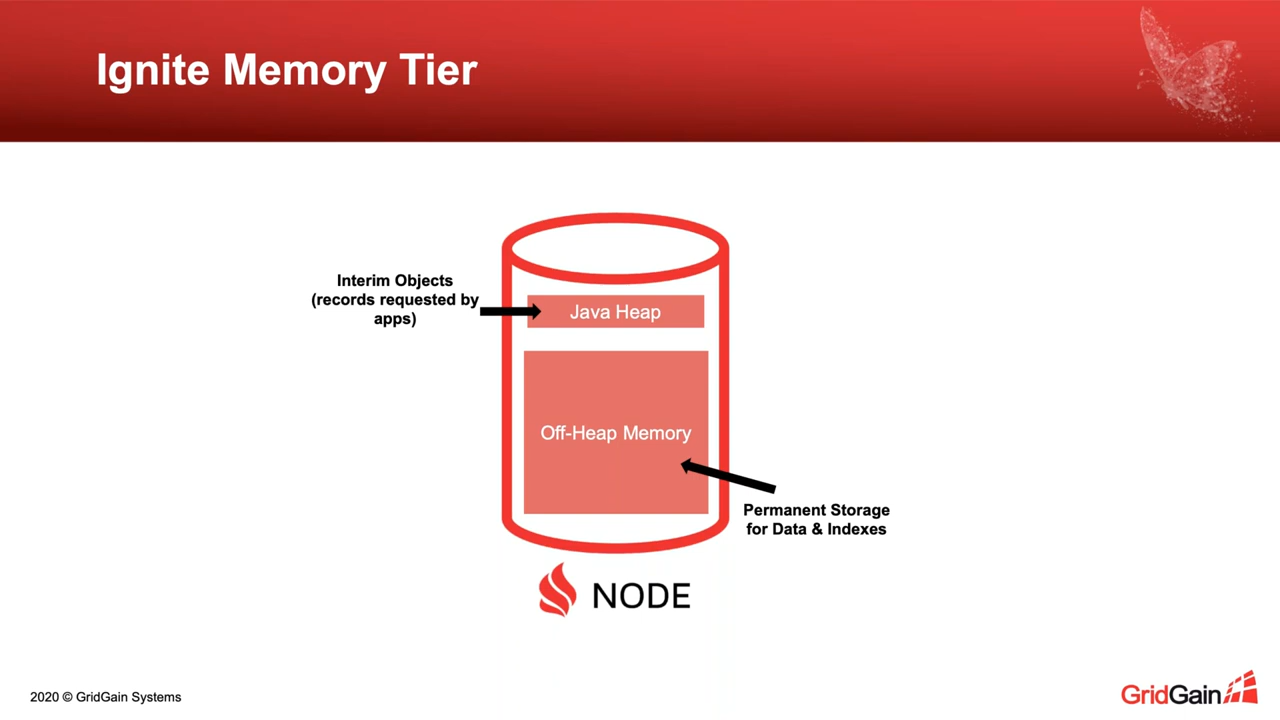 Ignite Memory Tier
Interim Objects
(records requested by
apps)
Java Heap
Off-Heap Memory
Permanent Storage
for Data & Indexes
NODE
2020 © GridGain Systems
GridGain